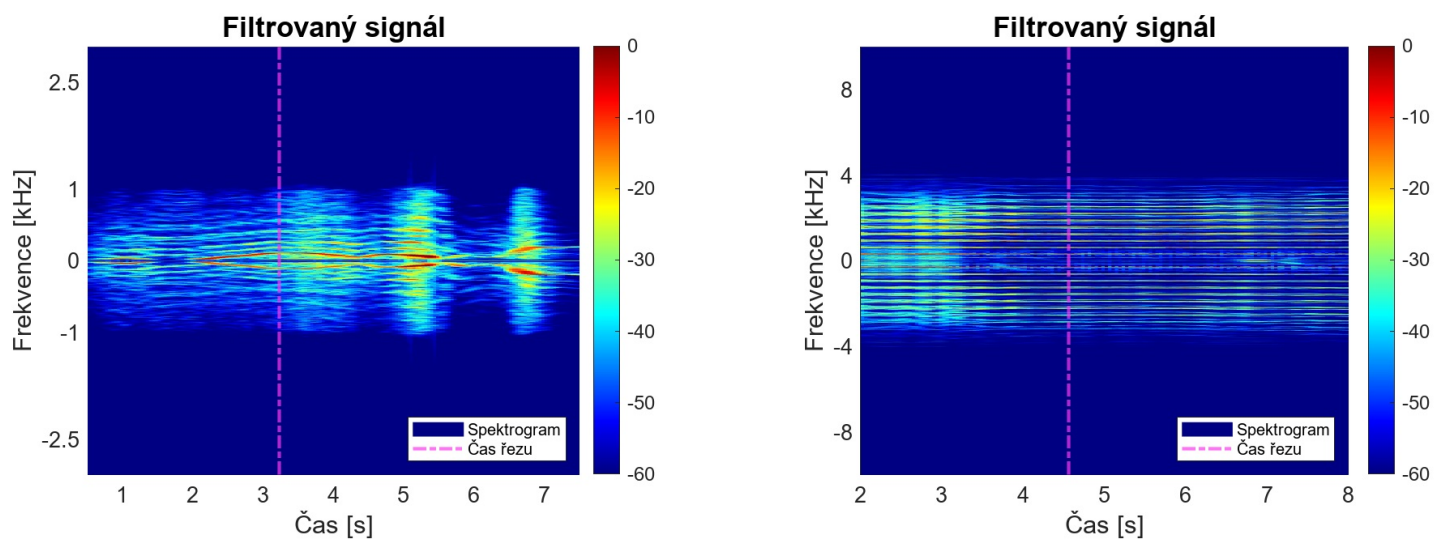 Filtrovaný signál
Frekvence [kHz]
2.5
1
0
-1
-2.5
1 2 3 4 5 6 7
Čas [s]
Spektrogram
Čas řezu
0
-10
-20
-30
-40
-50
-60
Filtrovaný signál
Frekvence [kHz]
8
4
0
-4
-8
2 3 4 5 6 7 8
Čas [s]
Spektrogram
Čas řezu
0
-10
-20
-30
-40
-50
-60